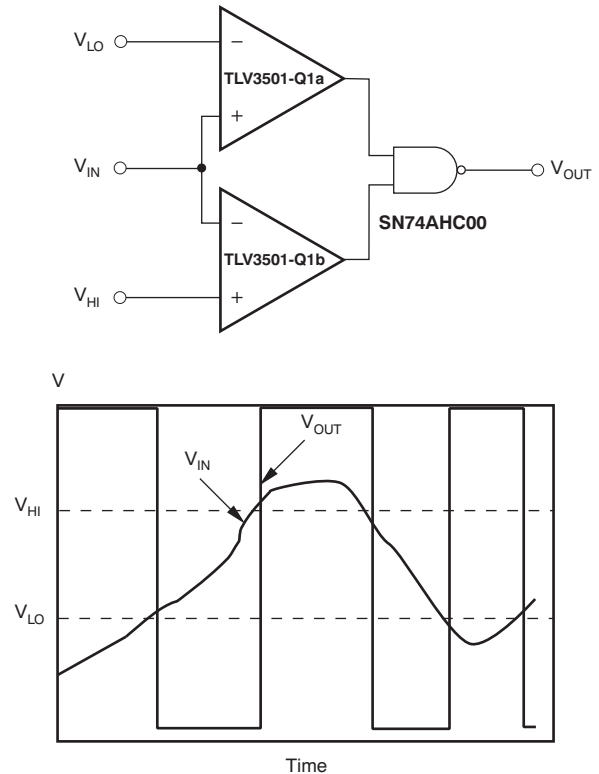 V_LO
−
TLV3501-Q1a
+
V_IN
V_OUT
SN74AHC00
−
TLV3501-Q1b
V_HI
+
V
V_OUT
V_IN
V_HI
V_LO
Time